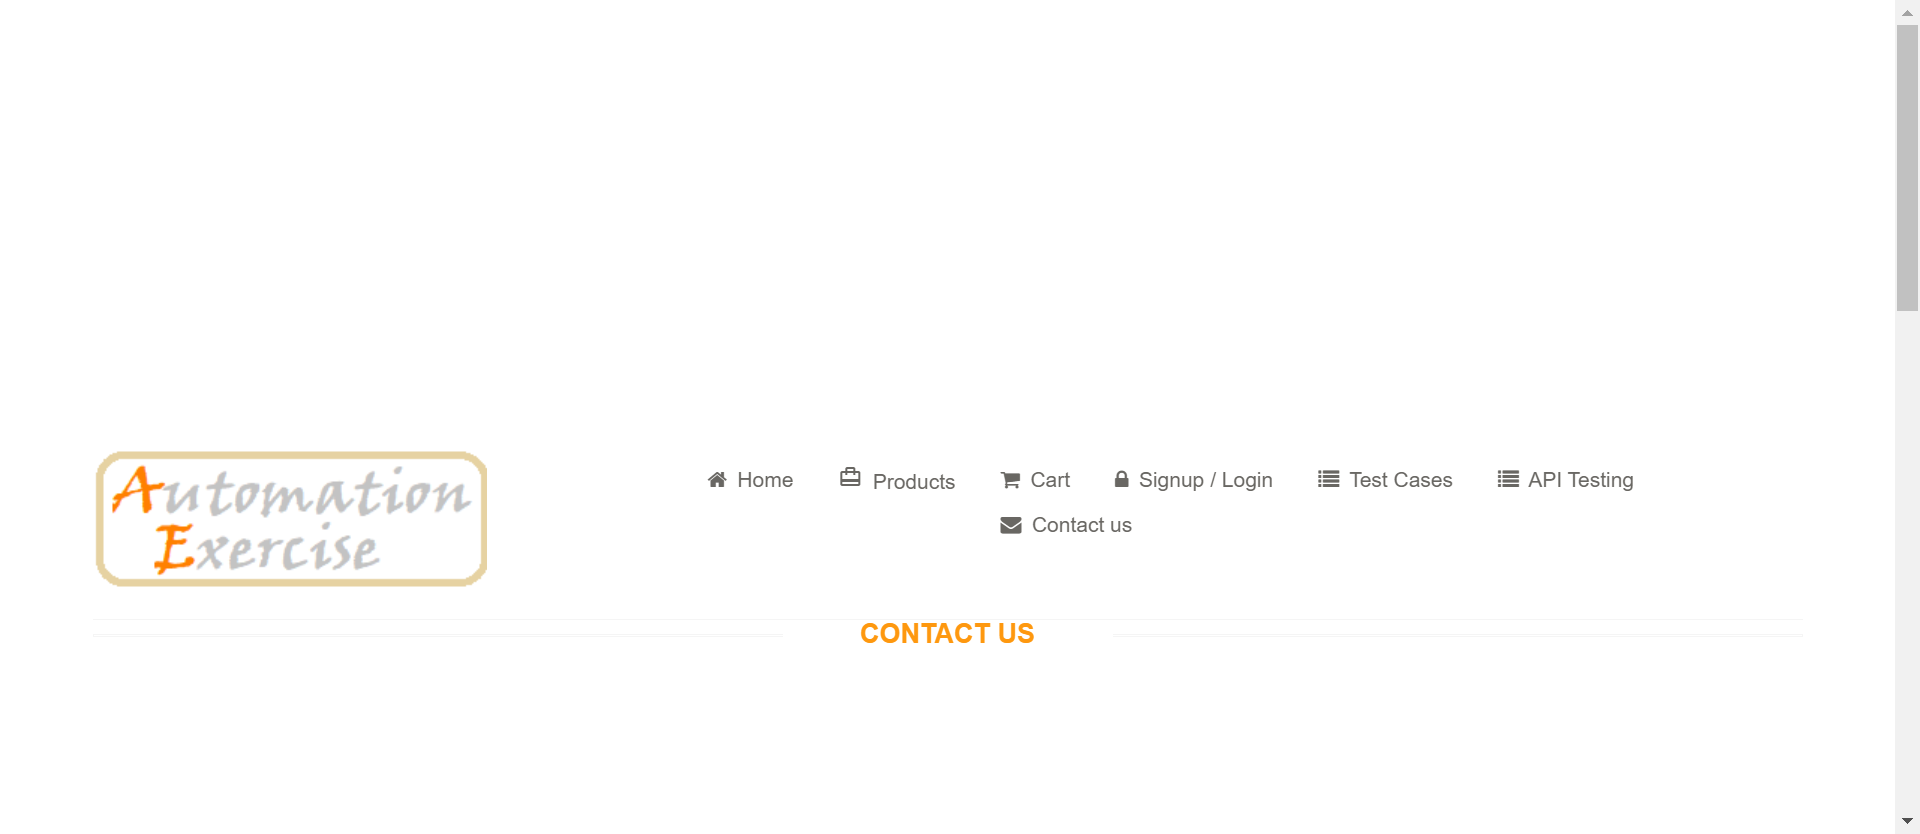 Automation
Exercise
Home Products Cart Signup / Login Test Cases API Testing
Contact us
CONTACT US